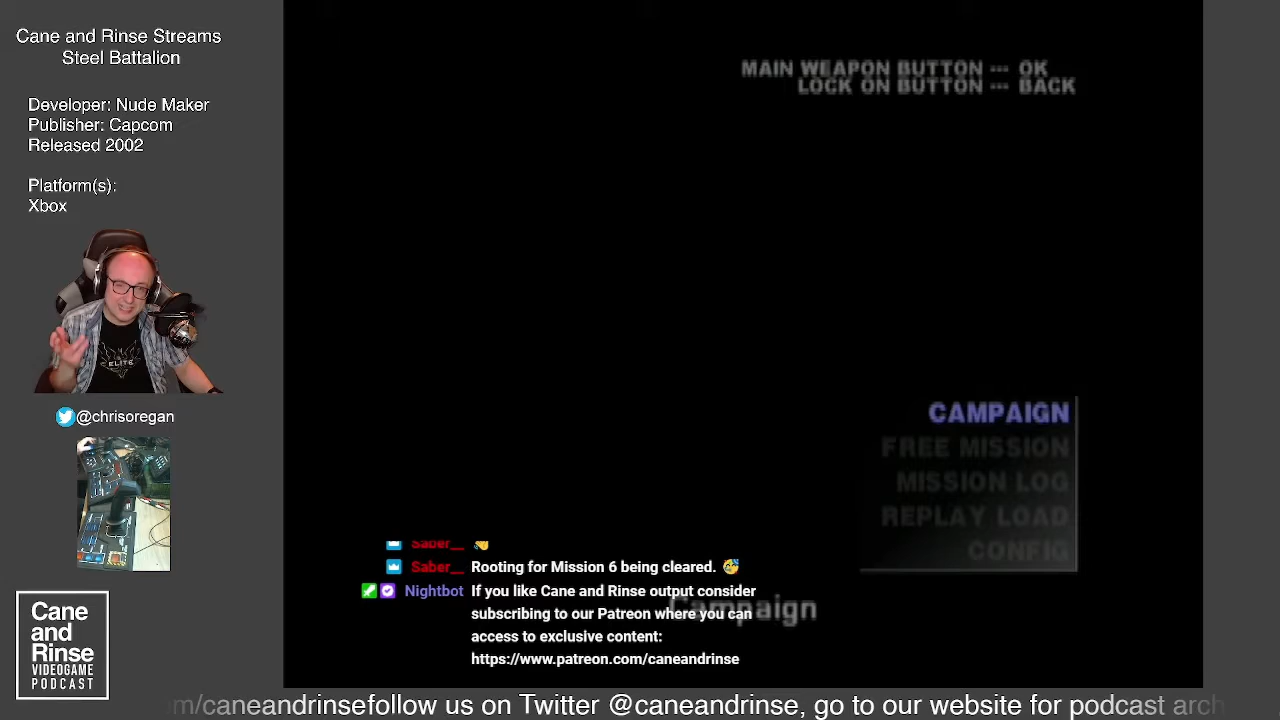 Cane and Rinse Streams
Steel Battalion
Developer: Nude Maker
Publisher: Capcom
Released 2002
Platform(s):
Xbox
ELITE
@chrisoregan
Cane
and
Rinse
VIDEOGAME
PODCAST
MAIN WEAPON BUTTON --- OK
LOCK ON BUTTON --- BACK
CAMPAIGN
FREE MISSION
MISSION LOG
REPLAY LOAD
CONFIG
Saber__
Saber__ Rooting for Mission 6 being cleared.
Nightbot If you like Cane and Rinse output consider
subscribing to our Patreon where you can
access to exclusive content:
https://www.patreon.com/caneandrinse
Campaign
m/caneandrinsefollow us on Twitter @caneandrinse, go to our website for podcast arch